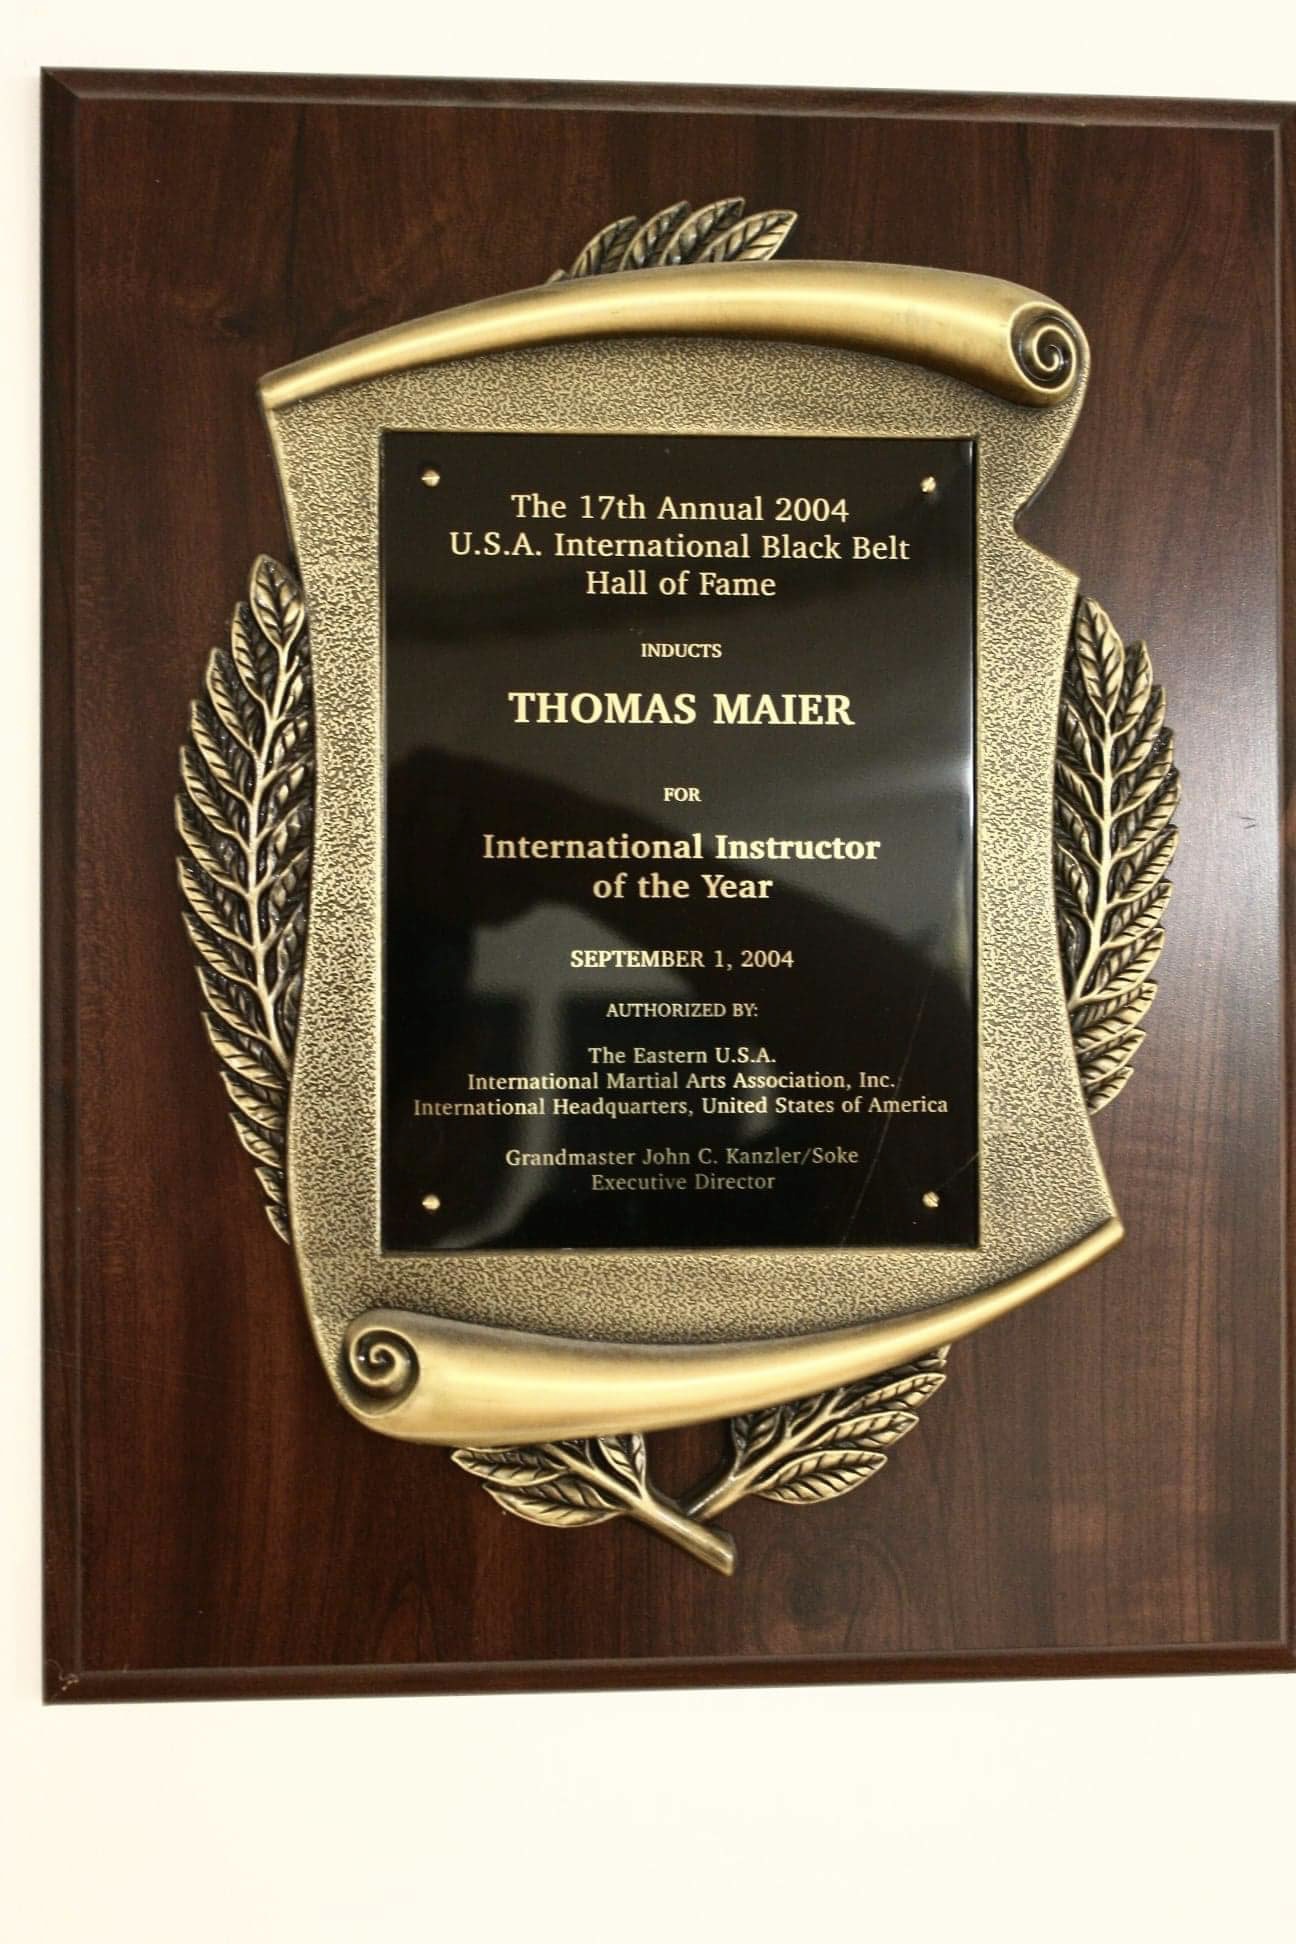 The 17th Annual 2004
U.S.A. International Black Belt
Hall of Fame
INDUCTS
THOMAS MAIER
FOR
International Instructor
of the Year
SEPTEMBER 1, 2004
AUTHORIZED BY:
The Eastern U.S.A.
International Martial Arts Association, Inc.
International Headquarters, United States of America
Grandmaster John C. Kanzler/Soke
Executive Director